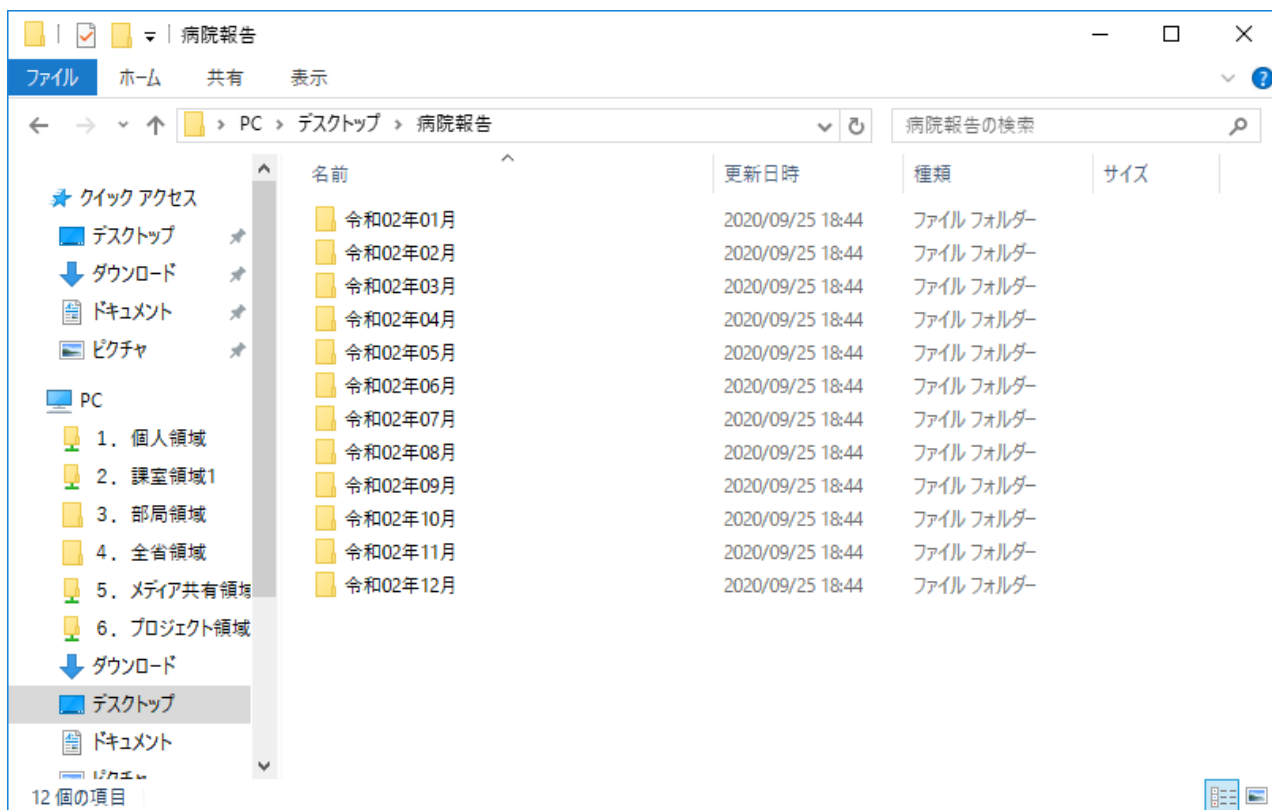 病院報告
ファイル ホーム 共有 表示
PC デスクトップ 病院報告 病院報告の検索
クイック アクセス
デスクトップ
ダウンロード
ドキュメント
ピクチャ
PC
1. 個人領域
2. 課室領域1
3. 部局領域
4. 全省領域
5. メディア共有領域
6. プロジェクト領域
ダウンロード
デスクトップ
ドキュメント
ピクチャ
名前 更新日時 種類 サイズ
令和02年01月 2020/09/25 18:44 ファイル フォルダー
令和02年02月 2020/09/25 18:44 ファイル フォルダー
令和02年03月 2020/09/25 18:44 ファイル フォルダー
令和02年04月 2020/09/25 18:44 ファイル フォルダー
令和02年05月 2020/09/25 18:44 ファイル フォルダー
令和02年06月 2020/09/25 18:44 ファイル フォルダー
令和02年07月 2020/09/25 18:44 ファイル フォルダー
令和02年08月 2020/09/25 18:44 ファイル フォルダー
令和02年09月 2020/09/25 18:44 ファイル フォルダー
令和02年10月 2020/09/25 18:44 ファイル フォルダー
令和02年11月 2020/09/25 18:44 ファイル フォルダー
令和02年12月 2020/09/25 18:44 ファイル フォルダー
12 個の項目